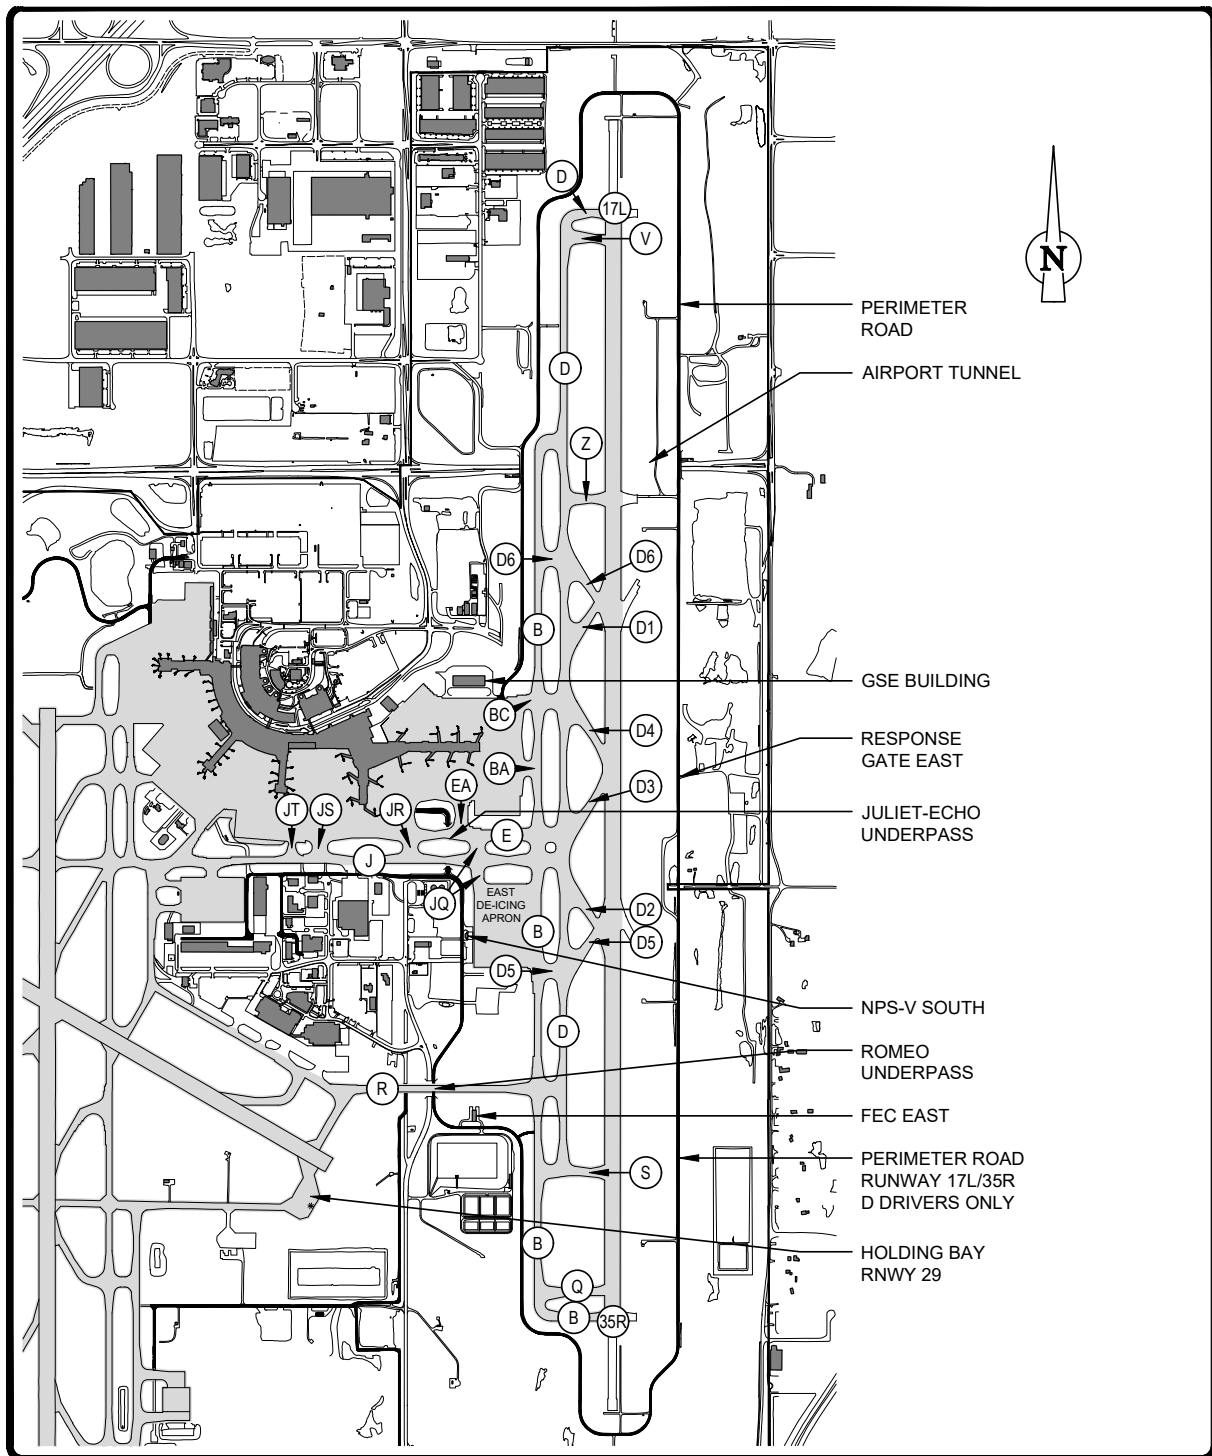 D
17L
V
N
PERIMETER
ROAD
D
AIRPORT TUNNEL
Z
D6
D6
D1
B
GSE BUILDING
BC
D4
RESPONSE
GATE EAST
BA
D3
EA
JT
JS
JR
JULIET-ECHO
UNDERPASS
E
J
EAST
DE-ICING
APRON
JQ
D2
B
D5
D5
NPS-V SOUTH
D
ROMEO
UNDERPASS
R
FEC EAST
PERIMETER ROAD
RUNWAY 17L/35R
D DRIVERS ONLY
S
B
HOLDING BAY
RNWY 29
Q
B
35R